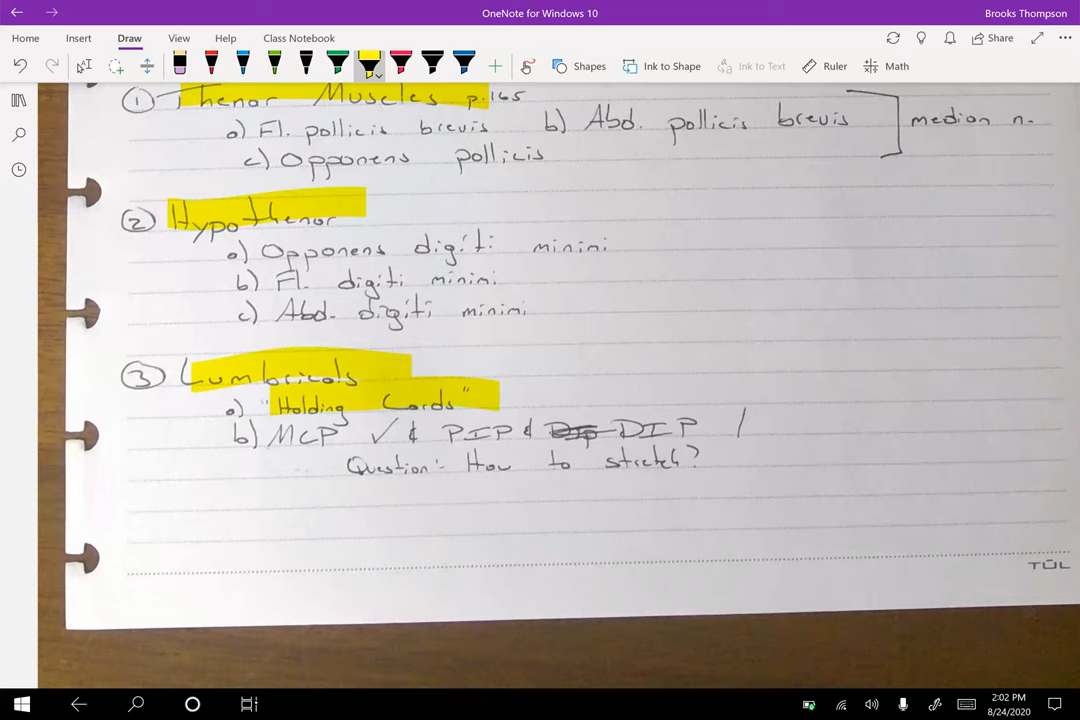 OneNote for Windows 10
Brooks Thompson
Home Insert Draw View Help Class Notebook Share
Shapes Ink to Shape Ink to Text Ruler Math
1 Thenar Muscles p.165
a) Fl. pollicis brevis b) Abd. pollicis brevis ] median n.
c) Opponens pollicis
2 Hypothenar
a) Opponens digiti minimi
b) Fl. digiti minimi
c) Abd. digiti minimi
3 Lumbricals
a) "Holding Cards"
b) MCP ✓ & PIP & DIP /
Question: How to stretch?
TUL
2:02 PM
8/24/2020